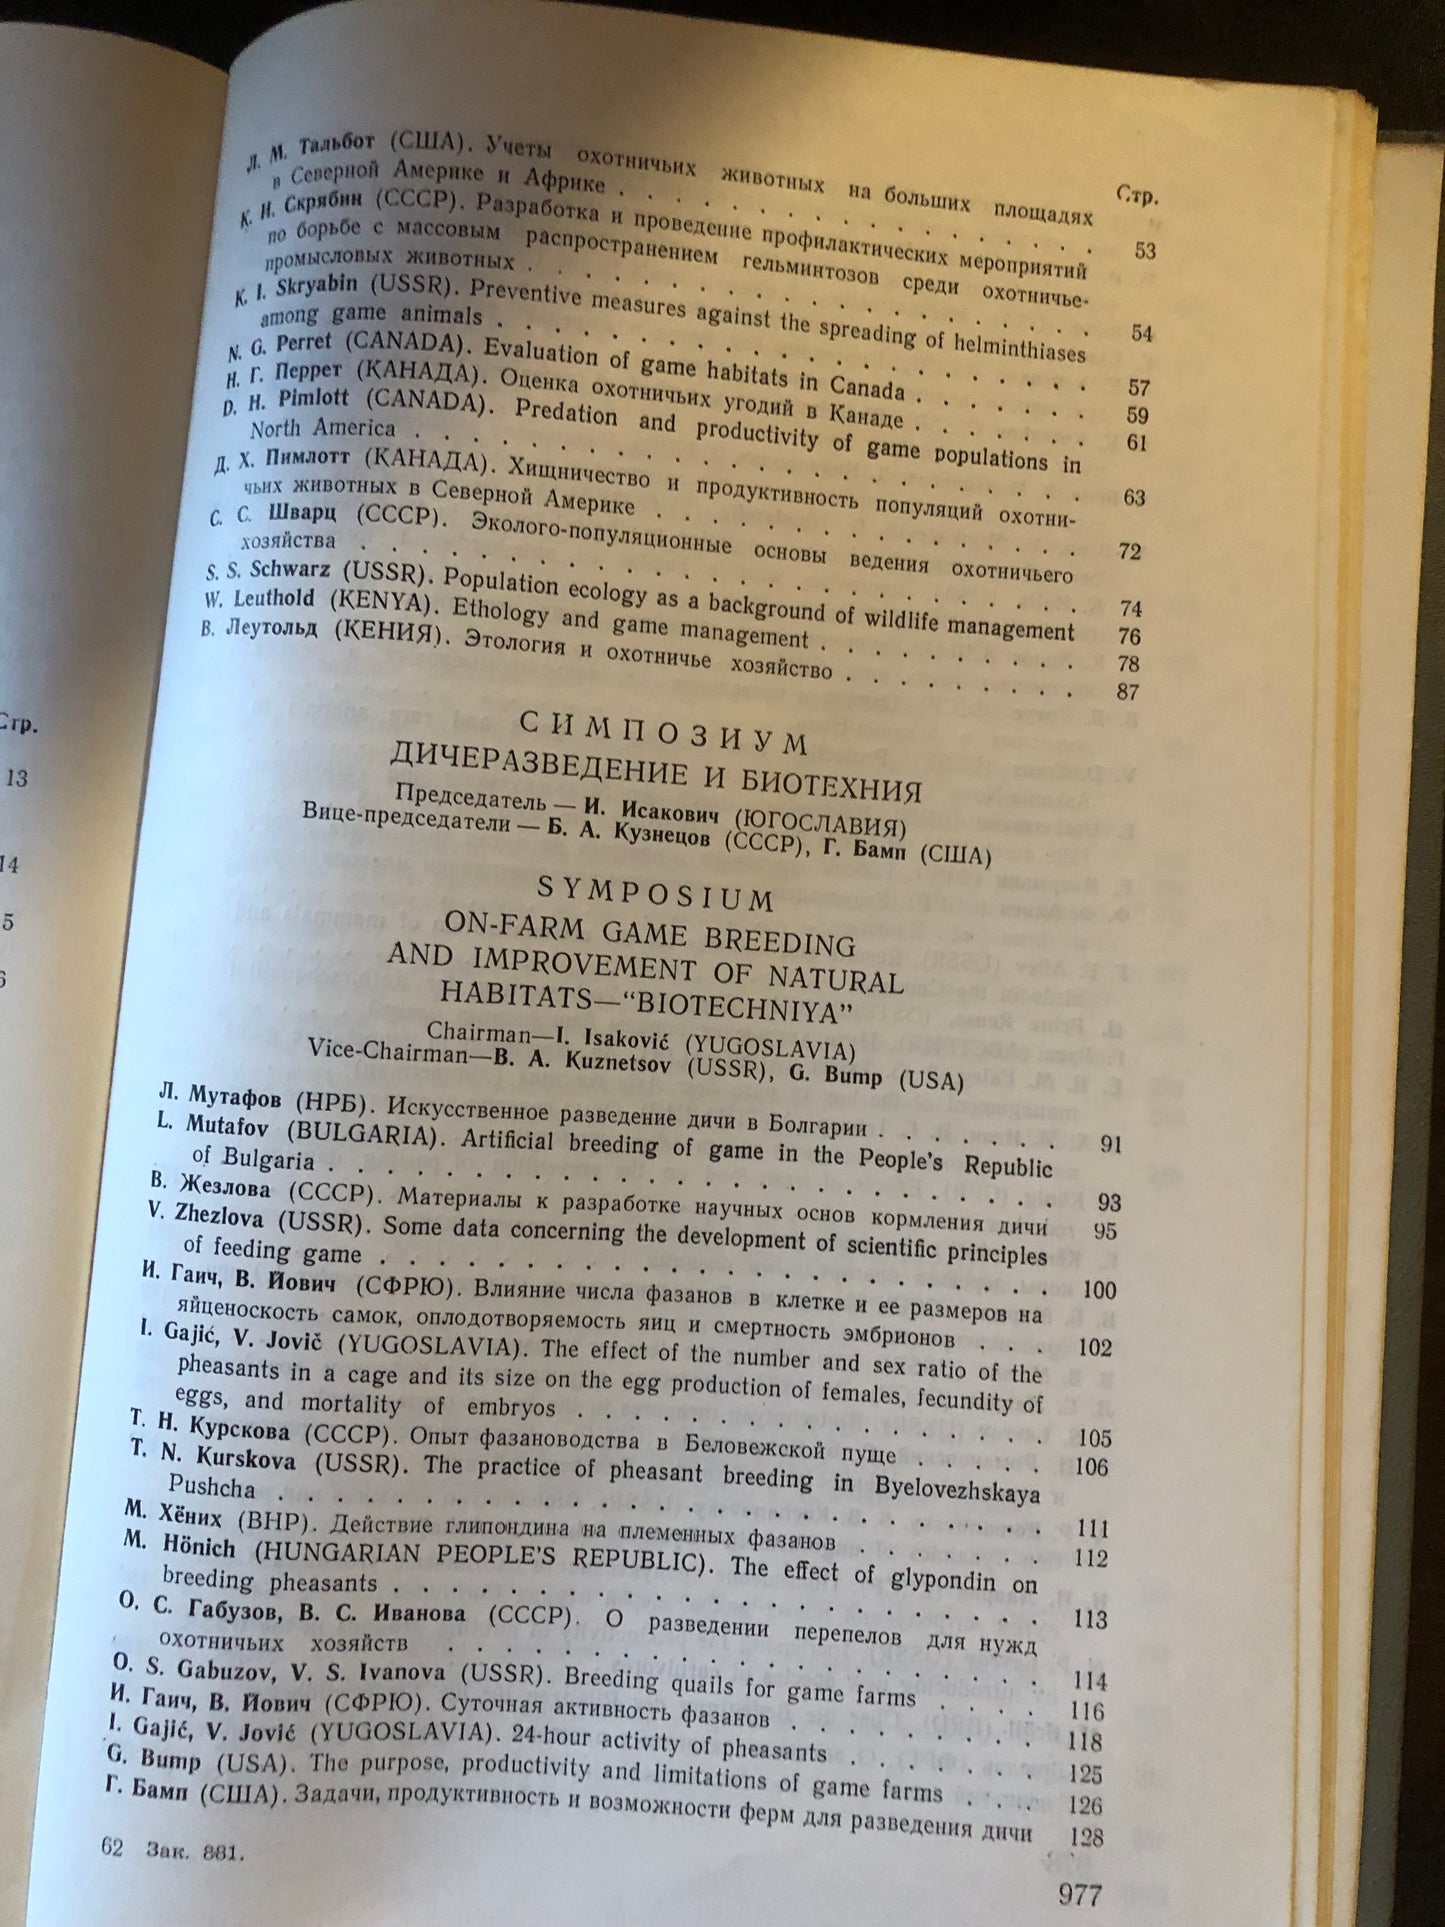 Стр.
13
14
5
Стр.
Л. М. Тальбот (США). Учеты охотничьих животных на больших площадях
в Северной Америке и Африке . . . . . . . . . . . . . . . 53
К. И. Скрябин (СССР). Разработка и проведение профилактических мероприятий
по борьбе с массовым распространением гельминтозов среди охотничье-
промысловых животных . . . . . . . . . . . . . . . . . 54
K. I. Skryabin (USSR). Preventive measures against the spreading of helminthiases
among game animals . . . . . . . . . . . . . . . . . . 57
N. G. Perret (CANADA). Evaluation of game habitats in Canada . . . . . . 59
Н. Г. Перрет (КАНАДА). Оценка охотничьих угодий в Канаде . . . . . . 61
D. H. Pimlott (CANADA). Predation and productivity of game populations in
North America . . . . . . . . . . . . . . . . . . . . 63
Д. Х. Пимлотт (КАНАДА). Хищничество и продуктивность популяций охотни-
чьих животных в Северной Америке . . . . . . . . . . . . . 72
С. С. Шварц (СССР). Эколого-популяционные основы ведения охотничьего
хозяйства . . . . . . . . . . . . . . . . . . . . . 74
S. S. Schwarz (USSR). Population ecology as a background of wildlife management 76
W. Leuthold (KENYA). Ethology and game management . . . . . . . . . 78
В. Леутольд (КЕНИЯ). Этология и охотничье хозяйство . . . . . . . . 87
СИМПОЗИУМ
ДИЧЕРАЗВЕДЕНИЕ И БИОТЕХНИЯ
Председатель — И. Исакович (ЮГОСЛАВИЯ)
Вице-председатели — Б. А. Кузнецов (СССР), Г. Бамп (США)
SYMPOSIUM
ON-FARM GAME BREEDING
AND IMPROVEMENT OF NATURAL
HABITATS—“BIOTECHNIYA”
Chairman—I. Isaković (YUGOSLAVIA)
Vice-Chairman—B. A. Kuznetsov (USSR), G. Bump (USA)
Л. Мутафов (НРБ). Искусственное разведение дичи в Болгарии . . . . . . . 91
L. Mutafov (BULGARIA). Artificial breeding of game in the People's Republic
of Bulgaria . . . . . . . . . . . . . . . . . . . . . 93
В. Жезлова (СССР). Материалы к разработке научных основ кормления дичи 95
V. Zhezlova (USSR). Some data concerning the development of scientific principles
of feeding game . . . . . . . . . . . . . . . . . . . . 100
И. Гаич, В. Йович (СФРЮ). Влияние числа фазанов в клетке и ее размеров на
яйценоскость самок, оплодотворяемость яиц и смертность эмбрионов . . . 102
I. Gajić, V. Jovič (YUGOSLAVIA). The effect of the number and sex ratio of the
pheasants in a cage and its size on the egg production of females, fecundity of
eggs, and mortality of embryos . . . . . . . . . . . . . . . 105
Т. Н. Курскова (СССР). Опыт фазановодства в Беловежской пуще . . . . . 106
T. N. Kurskova (USSR). The practice of pheasant breeding in Byelovezhskaya
Pushcha . . . . . . . . . . . . . . . . . . . . . . 111
М. Хёних (ВНР). Действие глипондина на племенных фазанов . . . . . . . 112
M. Hönich (HUNGARIAN PEOPLE'S REPUBLIC). The effect of glypondin on
breeding pheasants . . . . . . . . . . . . . . . . . . . 113
О. С. Габузов, В. С. Иванова (СССР). О разведении перепелов для нужд
охотничьих хозяйств . . . . . . . . . . . . . . . . . . 114
O. S. Gabuzov, V. S. Ivanova (USSR). Breeding quails for game farms . . . . 116
И. Гаич, В. Йович (СФРЮ). Суточная активность фазанов . . . . . . . . 118
I. Gajić, V. Jović (YUGOSLAVIA). 24-hour activity of pheasants . . . . . . 125
G. Bump (USA). The purpose, productivity and limitations of game farms . . . . 126
Г. Бамп (США). Задачи, продуктивность и возможности ферм для разведения дичи 128
62 Зак. 881.
977